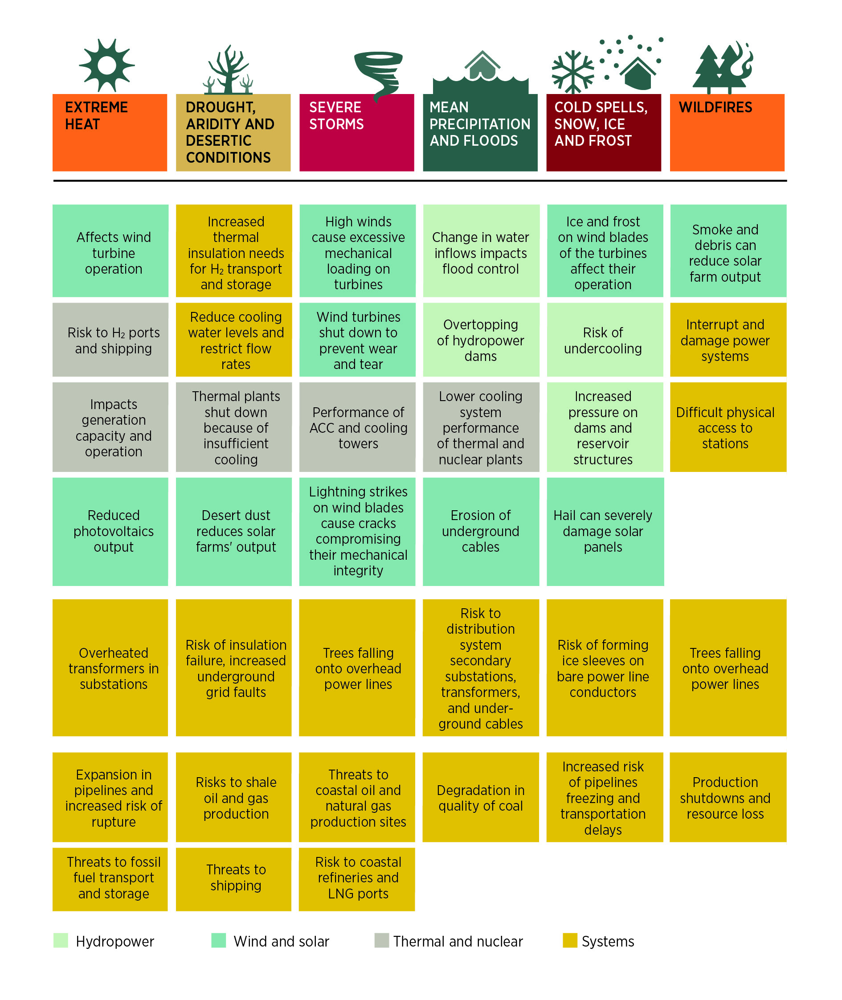 EXTREME
HEAT
DROUGHT,
ARIDITY AND
DESERTIC
CONDITIONS
SEVERE
STORMS
MEAN
PRECIPITATION
AND FLOODS
COLD SPELLS,
SNOW, ICE
AND FROST
WILDFIRES
Affects wind
turbine
operation
Increased
thermal
insulation needs
for H₂ transport
and storage
High winds
cause excessive
mechanical
loading on
turbines
Change in water
inflows impacts
flood control
Ice and frost
on wind blades
of the turbines
affect their
operation
Smoke and
debris can
reduce solar
farm output
Risk to H₂ ports
and shipping
Reduce cooling
water levels and
restrict flow
rates
Wind turbines
shut down to
prevent wear
and tear
Overtopping
of hydropower
dams
Risk of
undercooling
Interrupt and
damage power
systems
Impacts
generation
capacity and
operation
Thermal plants
shut down
because of
insufficient
cooling
Performance of
ACC and cooling
towers
Lower cooling
system
performance
of thermal and
nuclear plants
Increased
pressure on
dams and
reservoir
structures
Difficult physical
access to
stations
Reduced
photovoltaics
output
Desert dust
reduces solar
farms' output
Lightning strikes
on wind blades
cause cracks
compromising
their mechanical
integrity
Erosion of
underground
cables
Hail can severely
damage solar
panels
Overheated
transformers in
substations
Risk of insulation
failure, increased
underground
grid faults
Trees falling
onto overhead
power lines
Risk to
distribution
system
secondary
substations,
transformers,
and under-
ground cables
Risk of forming
ice sleeves on
bare power line
conductors
Trees falling
onto overhead
power lines
Expansion in
pipelines and
increased risk of
rupture
Risks to shale
oil and gas
production
Threats to
coastal oil and
natural gas
production sites
Degradation in
quality of coal
Increased risk
of pipelines
freezing and
transportation
delays
Production
shutdowns and
resource loss
Threats to fossil
fuel transport
and storage
Threats to
shipping
Risk to coastal
refineries and
LNG ports
Hydropower
Wind and solar
Thermal and nuclear
Systems